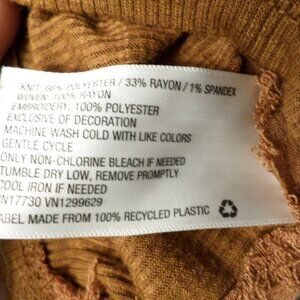 KNIT: 66% POLYESTER / 33% RAYON / 1% SPANDEX
WOVEN: 100% RAYON
EMBROIDERY: 100% POLYESTER
EXCLUSIVE OF DECORATION
MACHINE WASH COLD WITH LIKE COLORS
GENTLE CYCLE
ONLY NON-CHLORINE BLEACH IF NEEDED
TUMBLE DRY LOW, REMOVE PROMPTLY
COOL IRON IF NEEDED
N17730 VN1299629
ABEL MADE FROM 100% RECYCLED PLASTIC